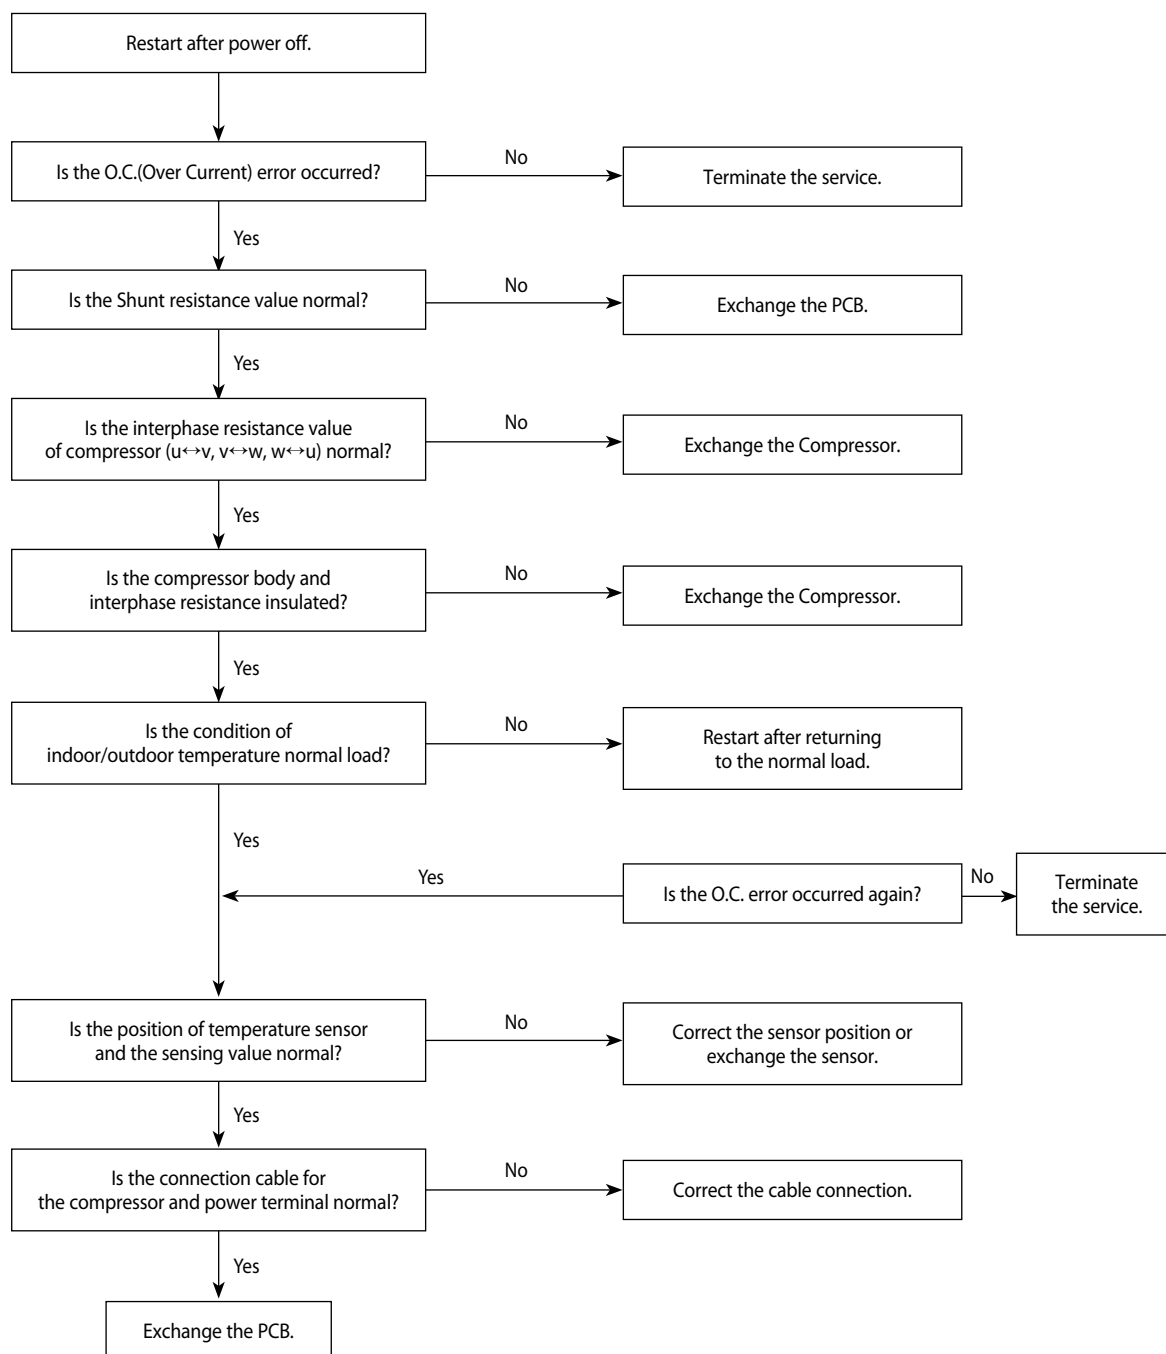 Restart after power off.
Is the O.C.(Over Current) error occurred?
No
Terminate the service.
Yes
Is the Shunt resistance value normal?
No
Exchange the PCB.
Yes
Is the interphase resistance value
of compressor (u↔v, v↔w, w↔u) normal?
No
Exchange the Compressor.
Yes
Is the compressor body and
interphase resistance insulated?
No
Exchange the Compressor.
Yes
Is the condition of
indoor/outdoor temperature normal load?
No
Restart after returning
to the normal load.
Yes
Yes
Is the O.C. error occurred again?
No
Terminate
the service.
Is the position of temperature sensor
and the sensing value normal?
No
Correct the sensor position or
exchange the sensor.
Yes
Is the connection cable for
the compressor and power terminal normal?
No
Correct the cable connection.
Yes
Exchange the PCB.